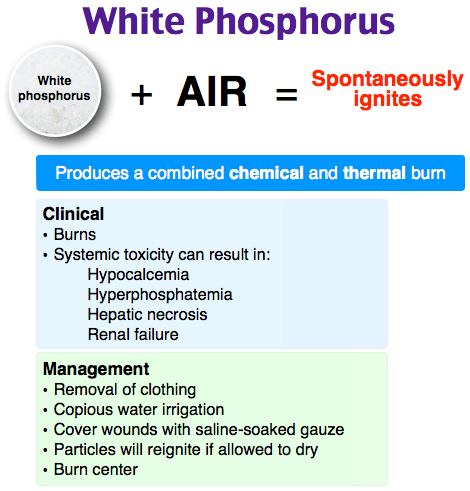 White Phosphorus
White
phosphorus
+ AIR = Spontaneously
ignites
Produces a combined chemical and thermal burn
Clinical
• Burns
• Systemic toxicity can result in:
Hypocalcemia
Hyperphosphatemia
Hepatic necrosis
Renal failure
Management
• Removal of clothing
• Copious water irrigation
• Cover wounds with saline-soaked gauze
• Particles will reignite if allowed to dry
• Burn center